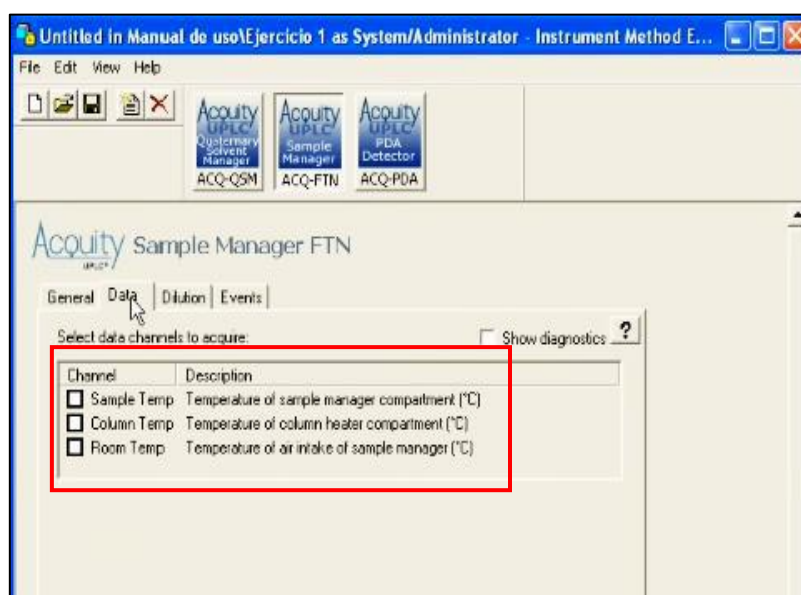 Untitled in Manual de uso\Ejercicio 1 as System/Administrator - Instrument Method E...
File Edit View Help
Acquity UPLC Quaternary Solvent Manager
ACQ-QSM
Acquity UPLC Sample Manager
ACQ-FTN
Acquity UPLC PDA Detector
ACQ-PDA
Acquity UPLC Sample Manager FTN
General Data Dilution Events
Select data channels to acquire: Show diagnostics ?
Channel Description
Sample Temp Temperature of sample manager compartment (°C)
Column Temp Temperature of column heater compartment (°C)
Room Temp Temperature of air intake of sample manager (°C)